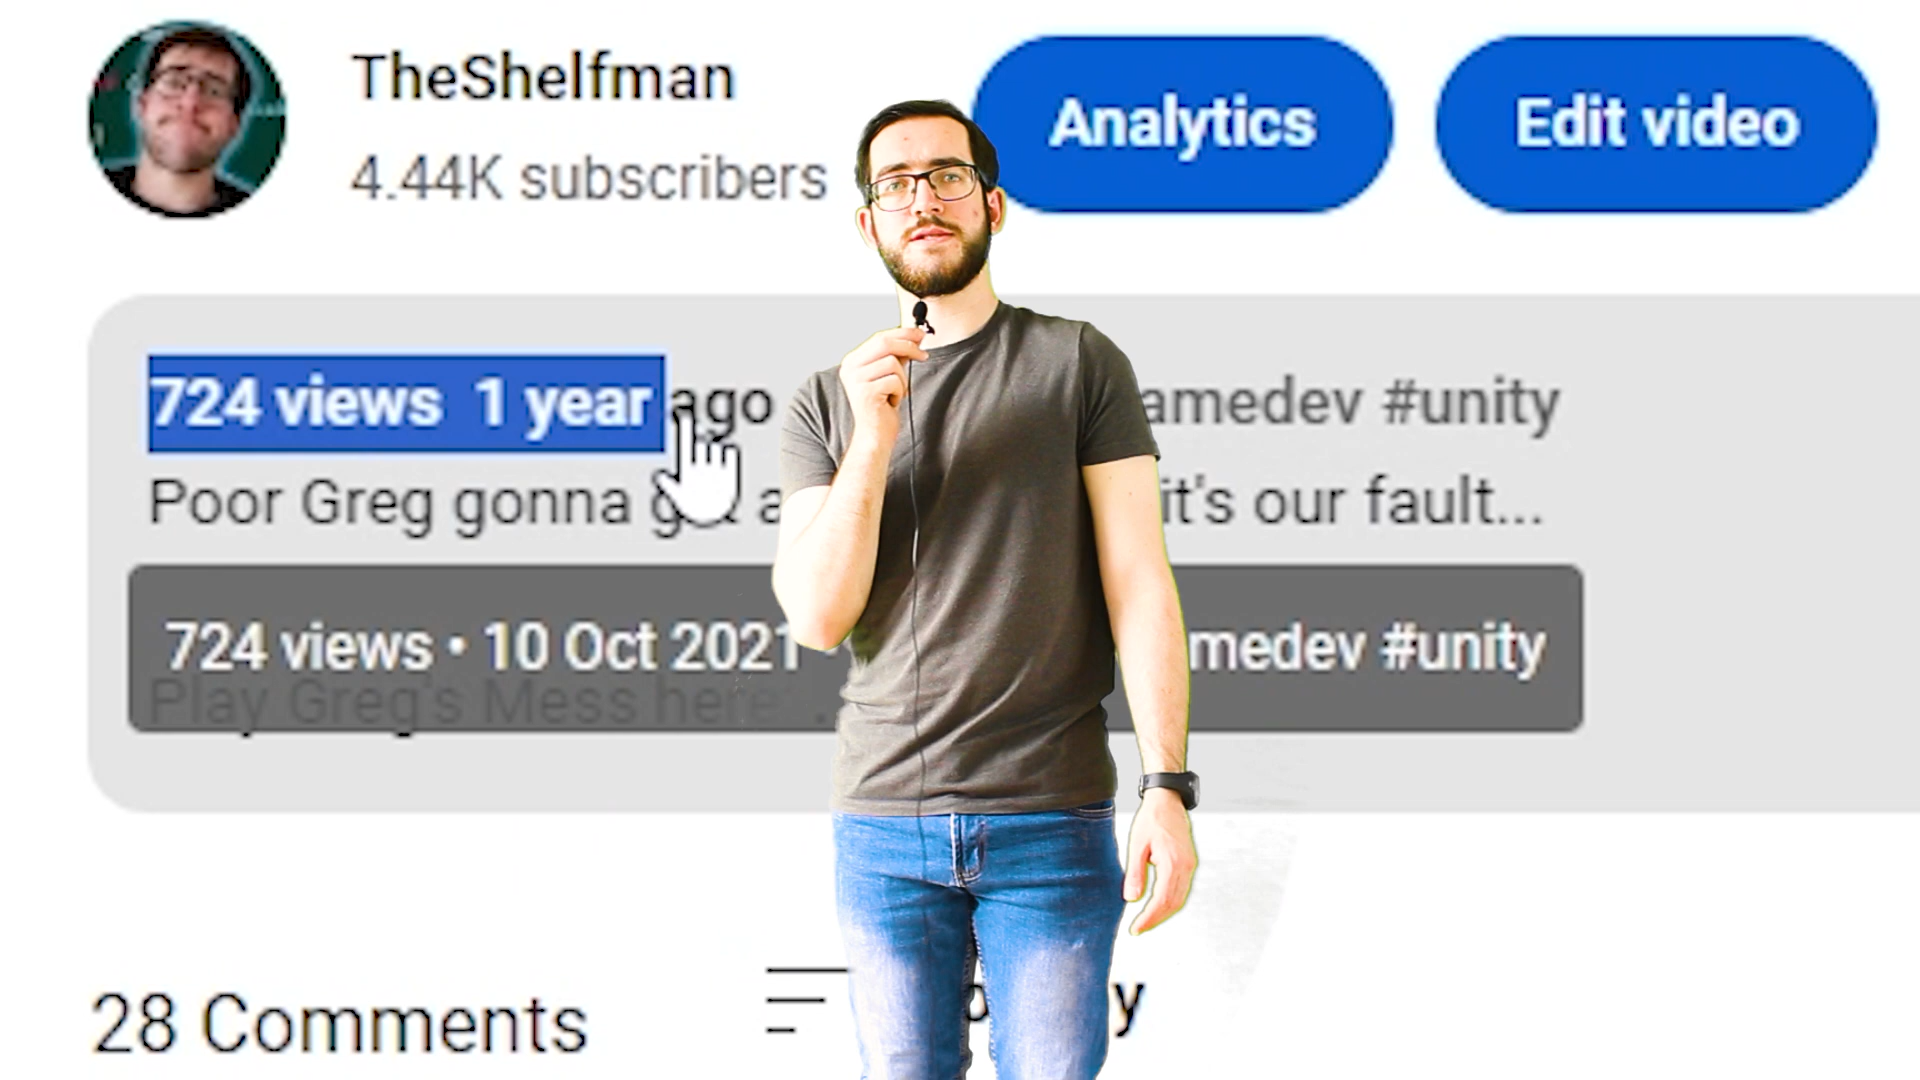 TheShelfman
4.44K subscribers
Analytics
Edit video
724 views 1 year ago
amedev #unity
Poor Greg gonna
it's our fault...
724 views • 10 Oct 2021
medev #unity
Play Greg's Mess here
28 Comments